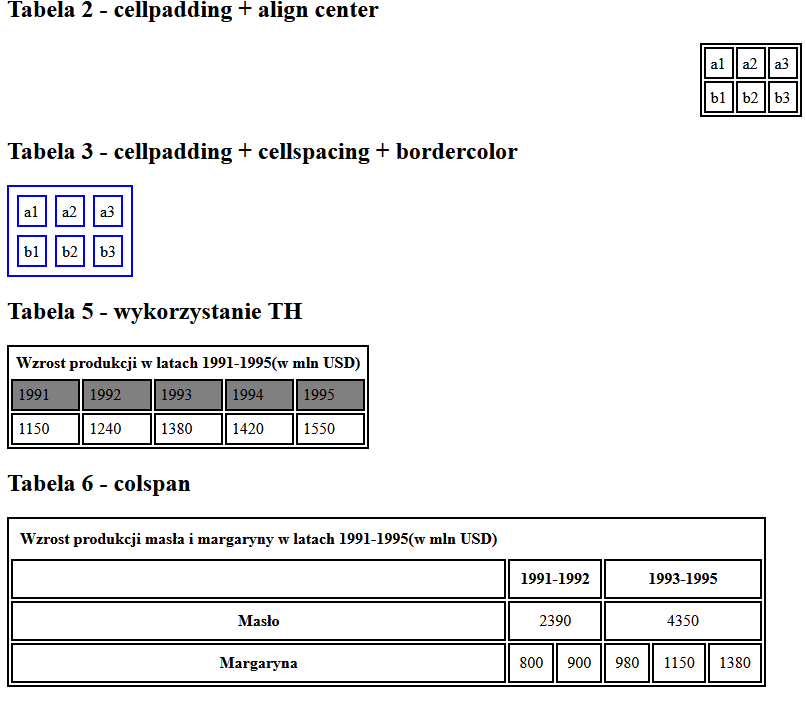 Tabela 2 - cellpadding + align center
a1 a2 a3
b1 b2 b3
Tabela 3 - cellpadding + cellspacing + bordercolor
a1 a2 a3
b1 b2 b3
Tabela 5 - wykorzystanie TH
Wzrost produkcji w latach 1991-1995(w mln USD)
1991 1992 1993 1994 1995
1150 1240 1380 1420 1550
Tabela 6 - colspan
Wzrost produkcji masła i margaryny w latach 1991-1995(w mln USD)
1991-1992 1993-1995
Masło 2390 4350
Margaryna 800 900 980 1150 1380